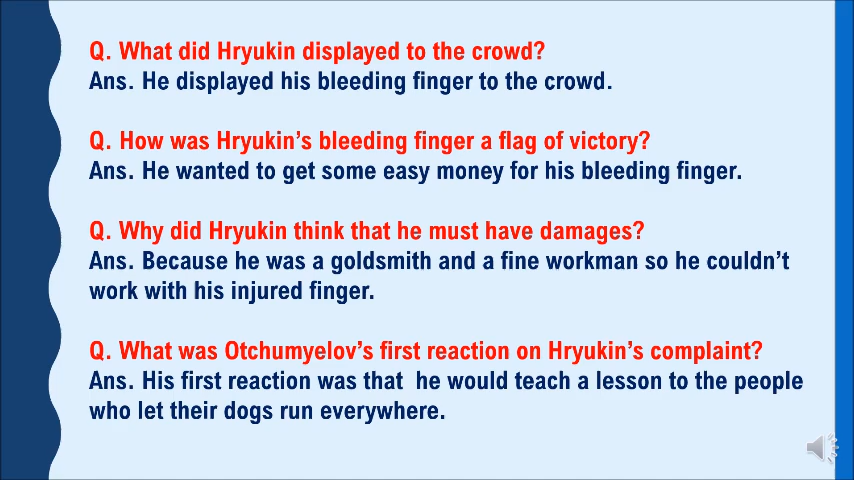 Q. What did Hryukin displayed to the crowd?
Ans. He displayed his bleeding finger to the crowd.
Q. How was Hryukin's bleeding finger a flag of victory?
Ans. He wanted to get some easy money for his bleeding finger.
Q. Why did Hryukin think that he must have damages?
Ans. Because he was a goldsmith and a fine workman so he couldn't
work with his injured finger.
Q. What was Otchumyelov's first reaction on Hryukin's complaint?
Ans. His first reaction was that  he would teach a lesson to the people
who let their dogs run everywhere.